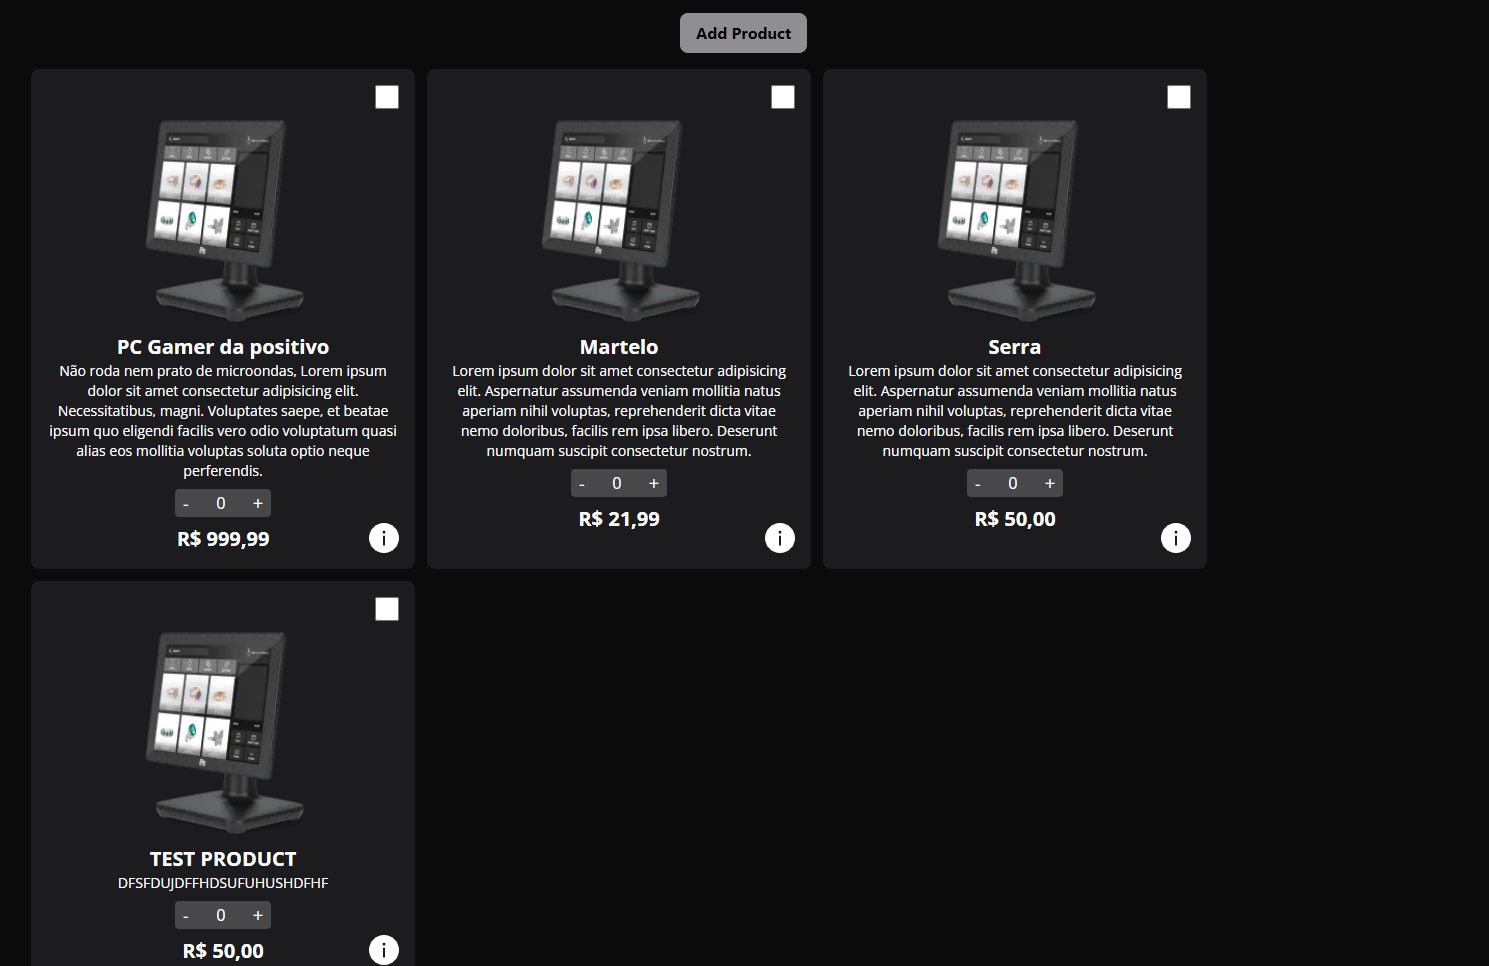 Add Product
PC Gamer da positivo
Não roda nem prato de microondas, Lorem ipsum
dolor sit amet consectetur adipisicing elit.
Necessitatibus, magni. Voluptates saepe, et beatae
ipsum quo eligendi facilis vero odio voluptatum quasi
alias eos mollitia voluptas soluta optio neque
perferendis.
- 0 +
R$ 999,99
i
Martelo
Lorem ipsum dolor sit amet consectetur adipisicing
elit. Aspernatur assumenda veniam mollitia natus
aperiam nihil voluptas, reprehenderit dicta vitae
nemo doloribus, facilis rem ipsa libero. Deserunt
numquam suscipit consectetur nostrum.
- 0 +
R$ 21,99
i
Serra
Lorem ipsum dolor sit amet consectetur adipisicing
elit. Aspernatur assumenda veniam mollitia natus
aperiam nihil voluptas, reprehenderit dicta vitae
nemo doloribus, facilis rem ipsa libero. Deserunt
numquam suscipit consectetur nostrum.
- 0 +
R$ 50,00
i
TEST PRODUCT
DFSFDUJDFFHDSUFUHUSHDFHF
- 0 +
R$ 50,00
i